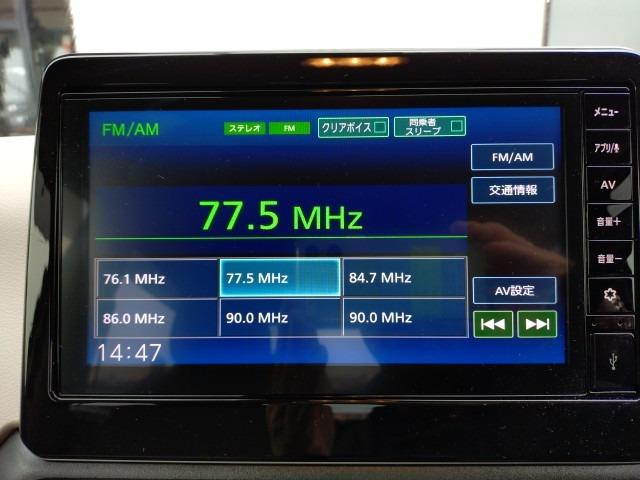 FM/AM
ステレオ
FM
クリアボイス
同乗者
スリープ
FM/AM
交通情報
77.5 MHz
76.1 MHz
77.5 MHz
84.7 MHz
86.0 MHz
90.0 MHz
90.0 MHz
AV設定
14:47
メニュー
アプリ/
AV
音量+
音量-